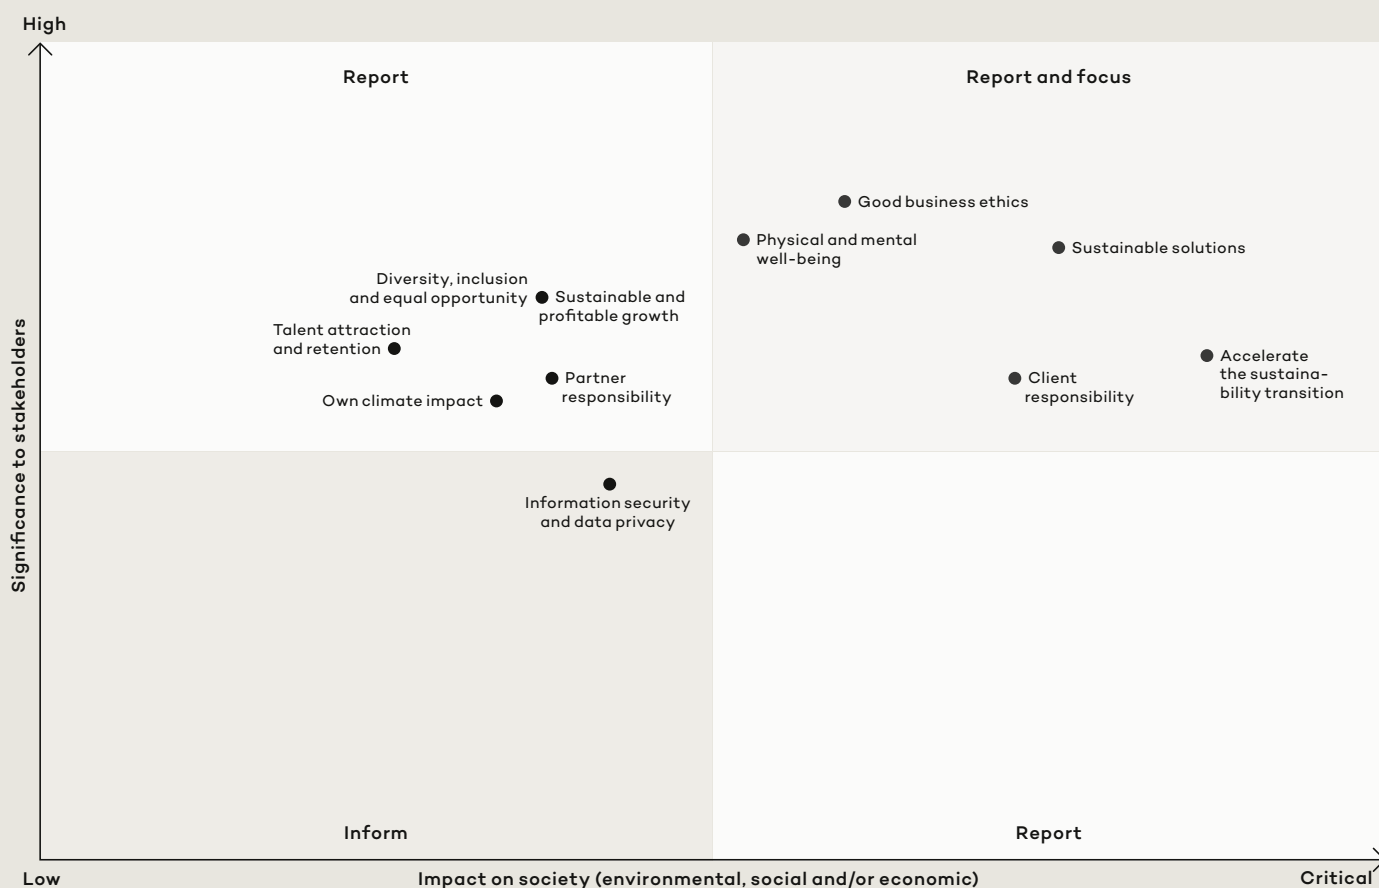 High
Report
Report and focus
Good business ethics
Physical and mental
well-being
Sustainable solutions
Diversity, inclusion
and equal opportunity
Sustainable and
profitable growth
Talent attraction
and retention
Partner
responsibility
Own climate impact
Client
responsibility
Accelerate
the sustaina-
bility transition
Significance to stakeholders
Information security
and data privacy
Inform
Report
Low
Impact on society (environmental, social and/or economic)
Critical